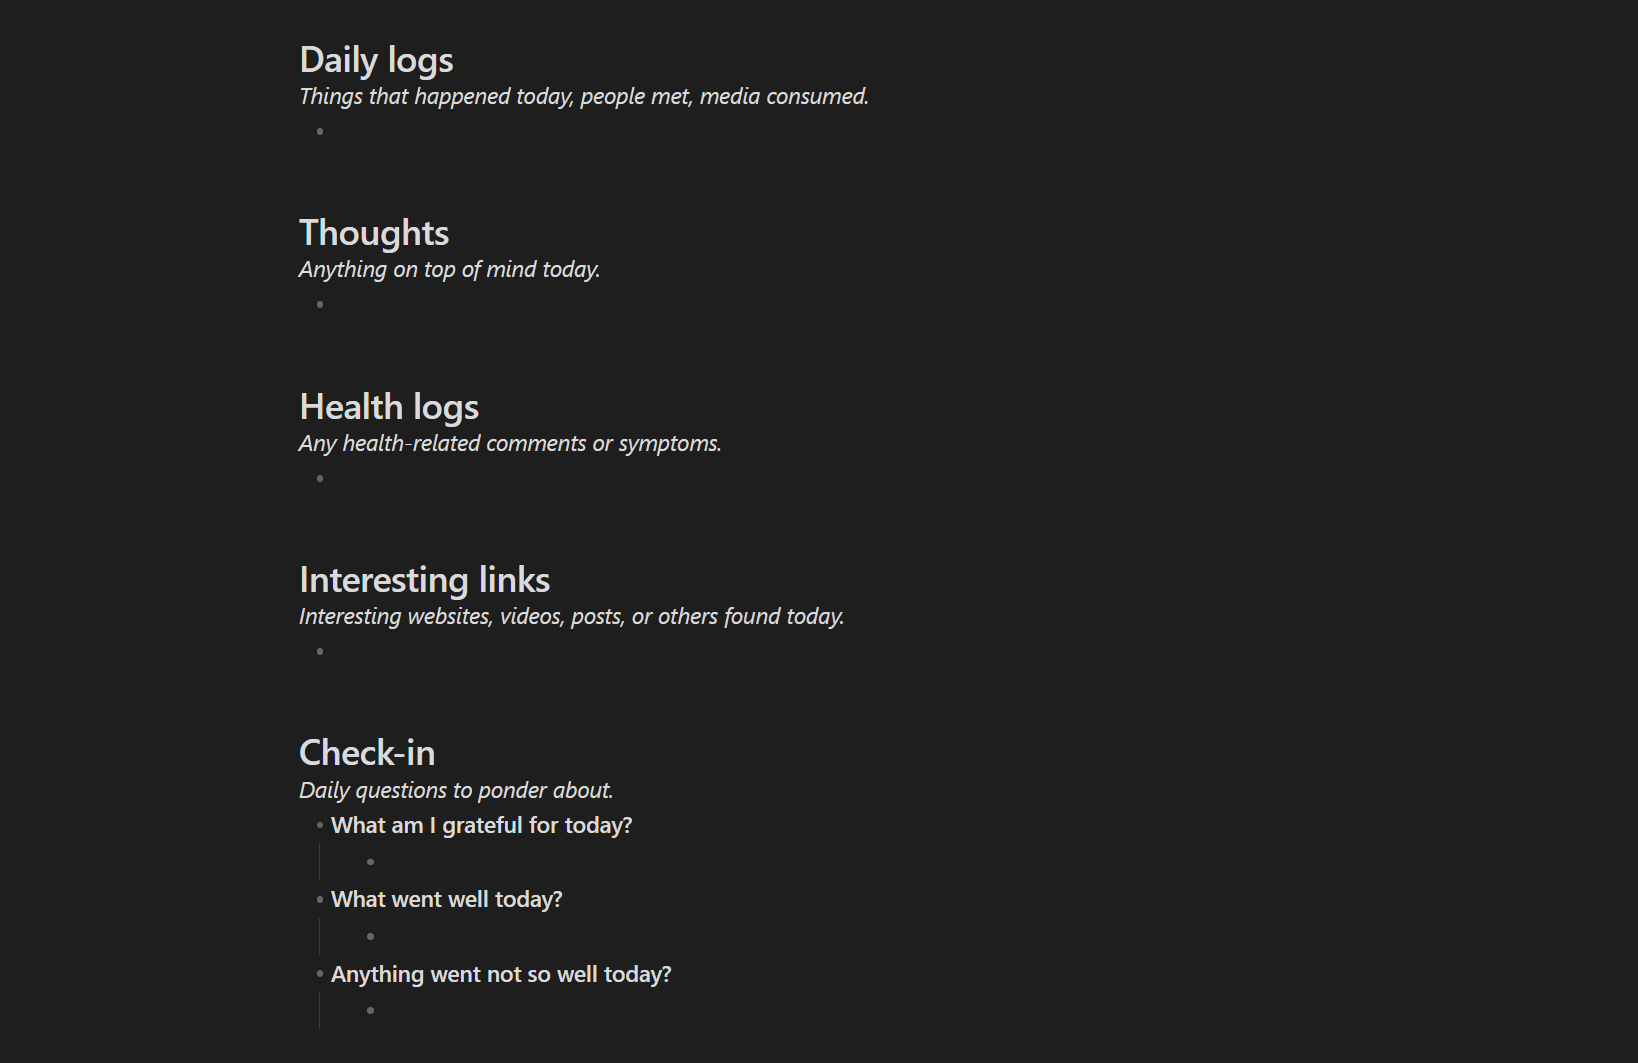 Daily logs
Things that happened today, people met, media consumed.
Thoughts
Anything on top of mind today.
Health logs
Any health-related comments or symptoms.
Interesting links
Interesting websites, videos, posts, or others found today.
Check-in
Daily questions to ponder about.
What am I grateful for today?
What went well today?
Anything went not so well today?